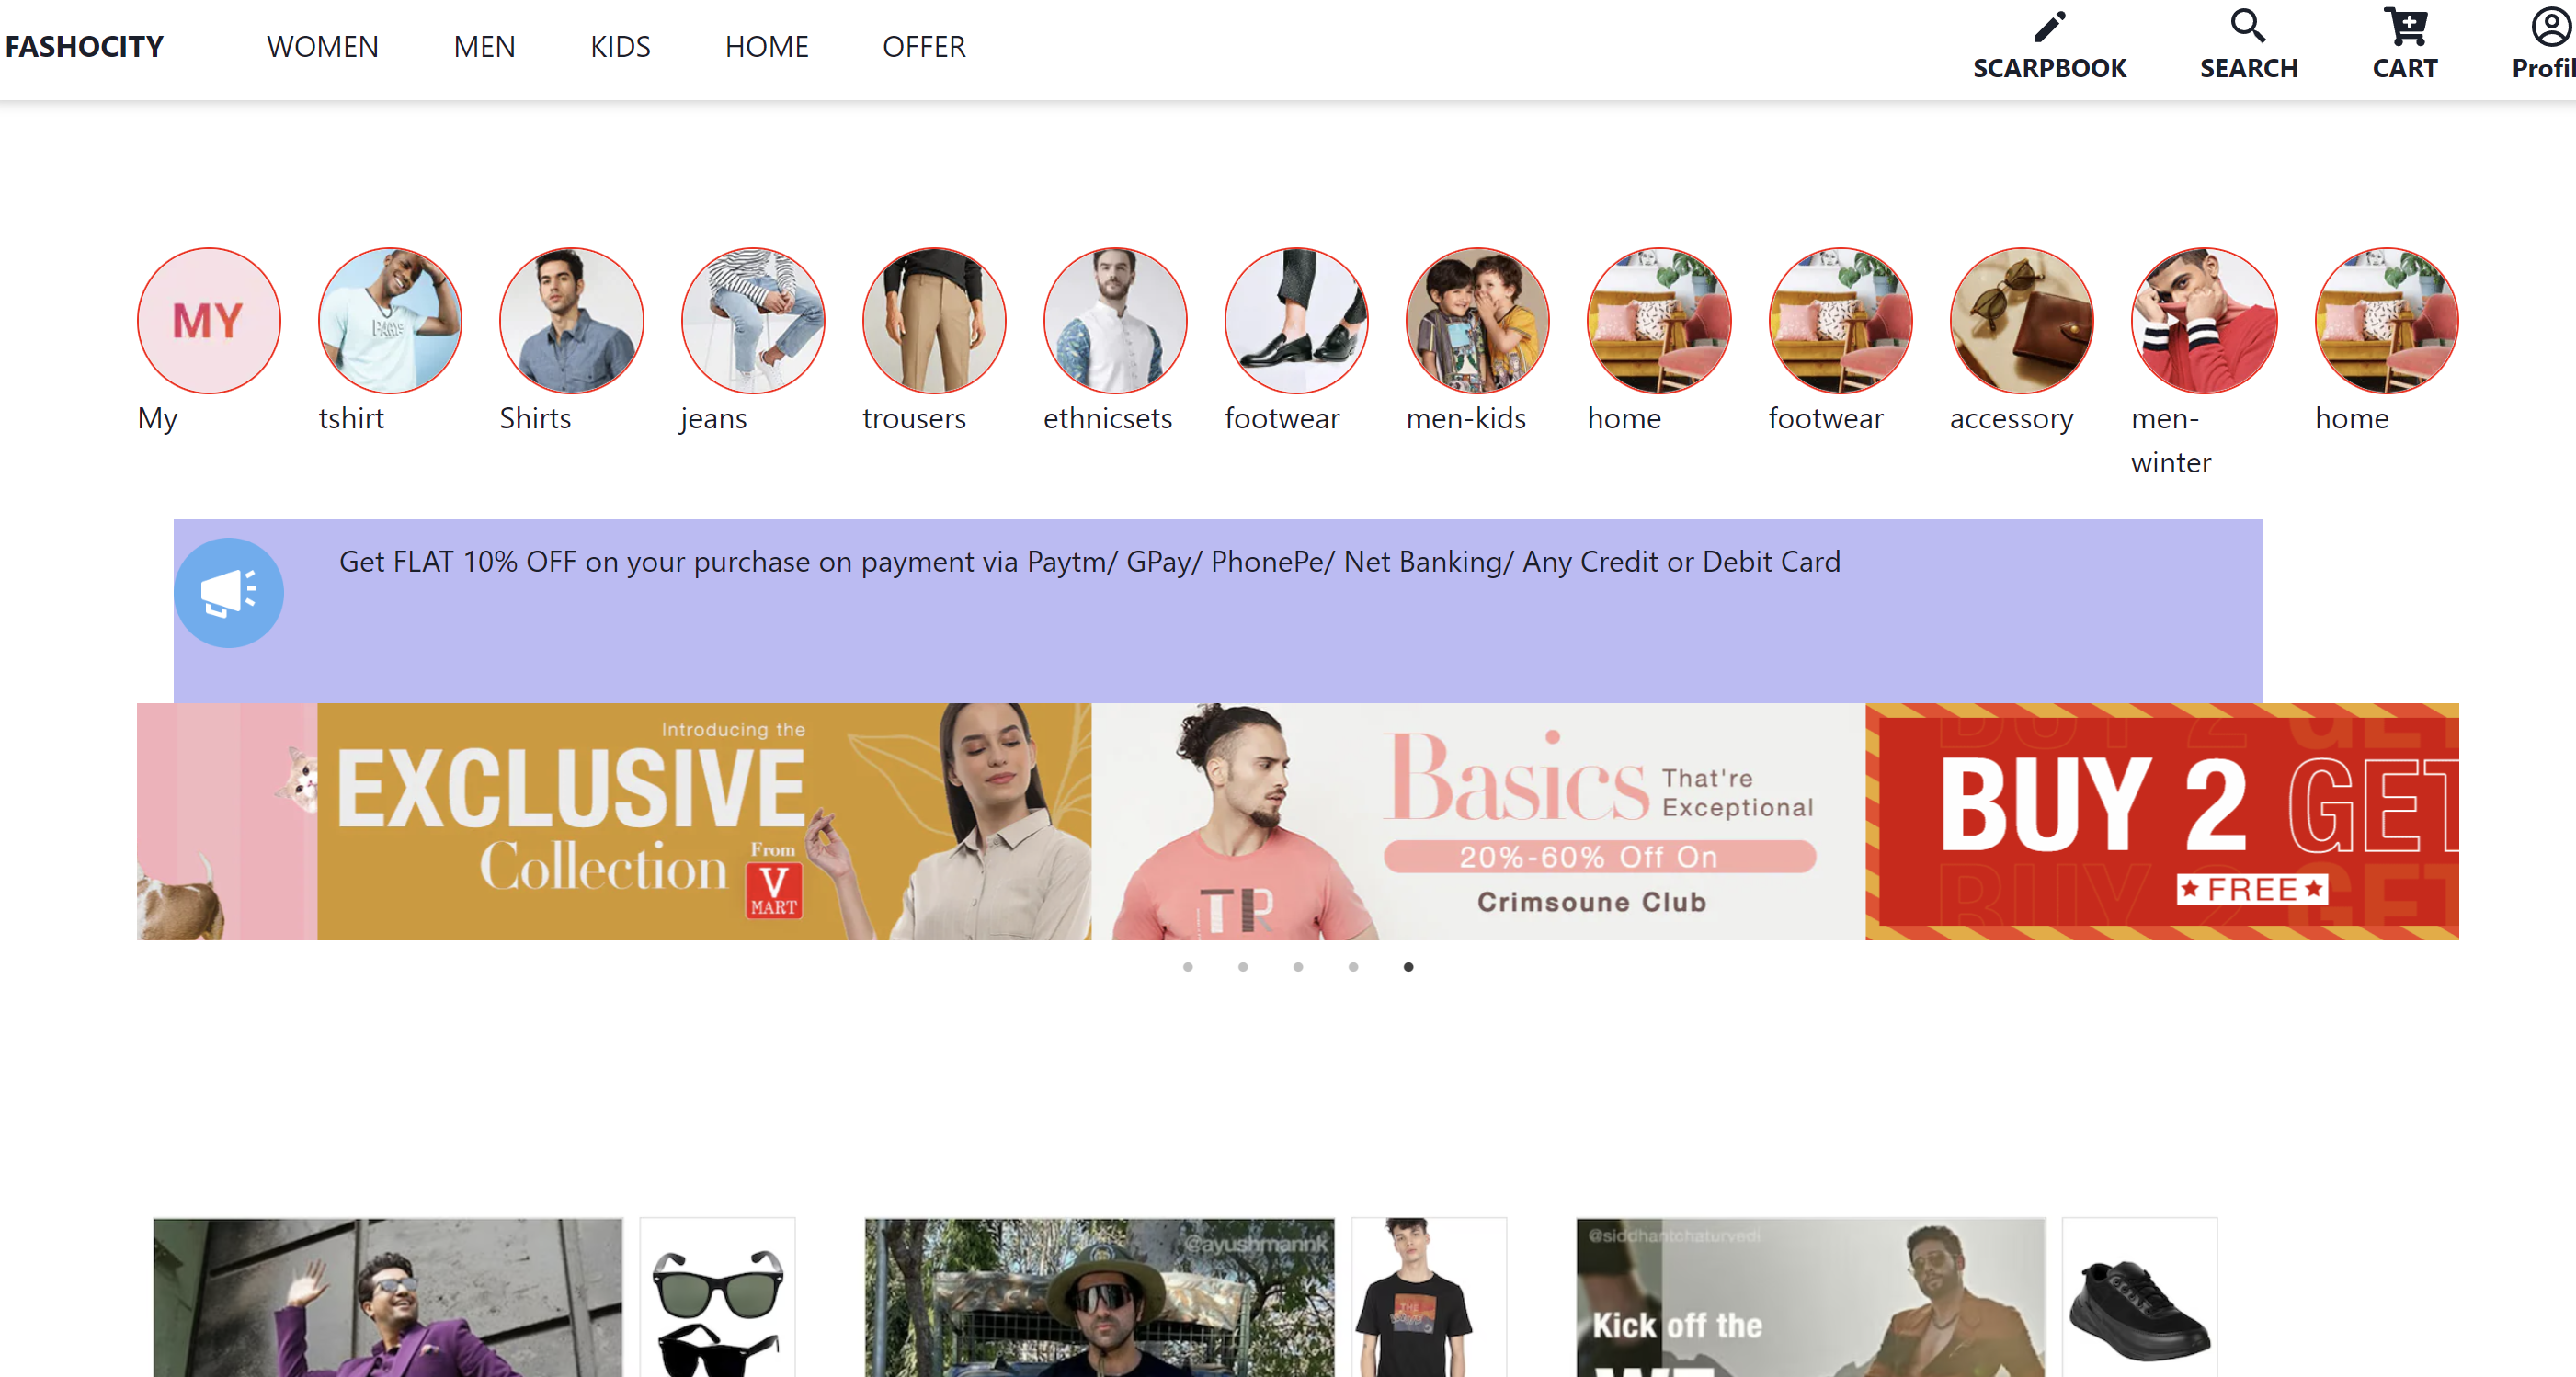 FASHOCITY
WOMEN
MEN
KIDS
HOME
OFFER
SCARPBOOK
SEARCH
CART
Profil
MY
My
tshirt
Shirts
jeans
trousers
ethnicsets
footwear
men-kids
home
footwear
accessory
men-
winter
home
Get FLAT 10% OFF on your purchase on payment via Paytm/ GPay/ PhonePe/ Net Banking/ Any Credit or Debit Card
Introducing the
EXCLUSIVE
Collection
From
V
MART
TR
Basics
That're
Exceptional
20%-60% Off On
Crimsoune Club
BUY 2 GET
FREE
@ayushmannk
@siddhantchaturvedi
Kick off the